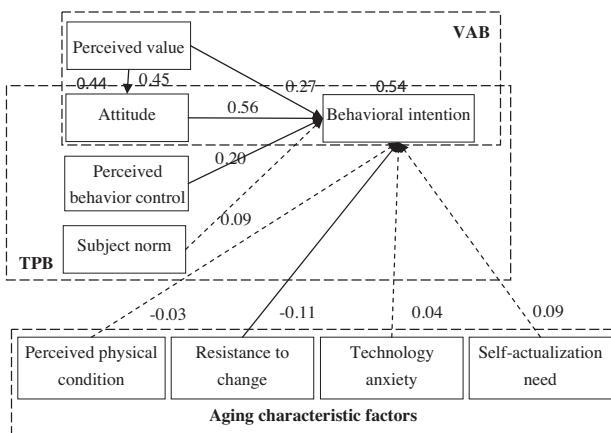 VAB
Perceived value
0.44
0.45
0.27
0.54
Attitude
0.56
Behavioral intention
Perceived
behavior control
0.20
Subject norm
0.09
TPB
-0.03
-0.11
0.04
0.09
Perceived physical
condition
Resistance to
change
Technology
anxiety
Self-actualization
need
Aging characteristic factors